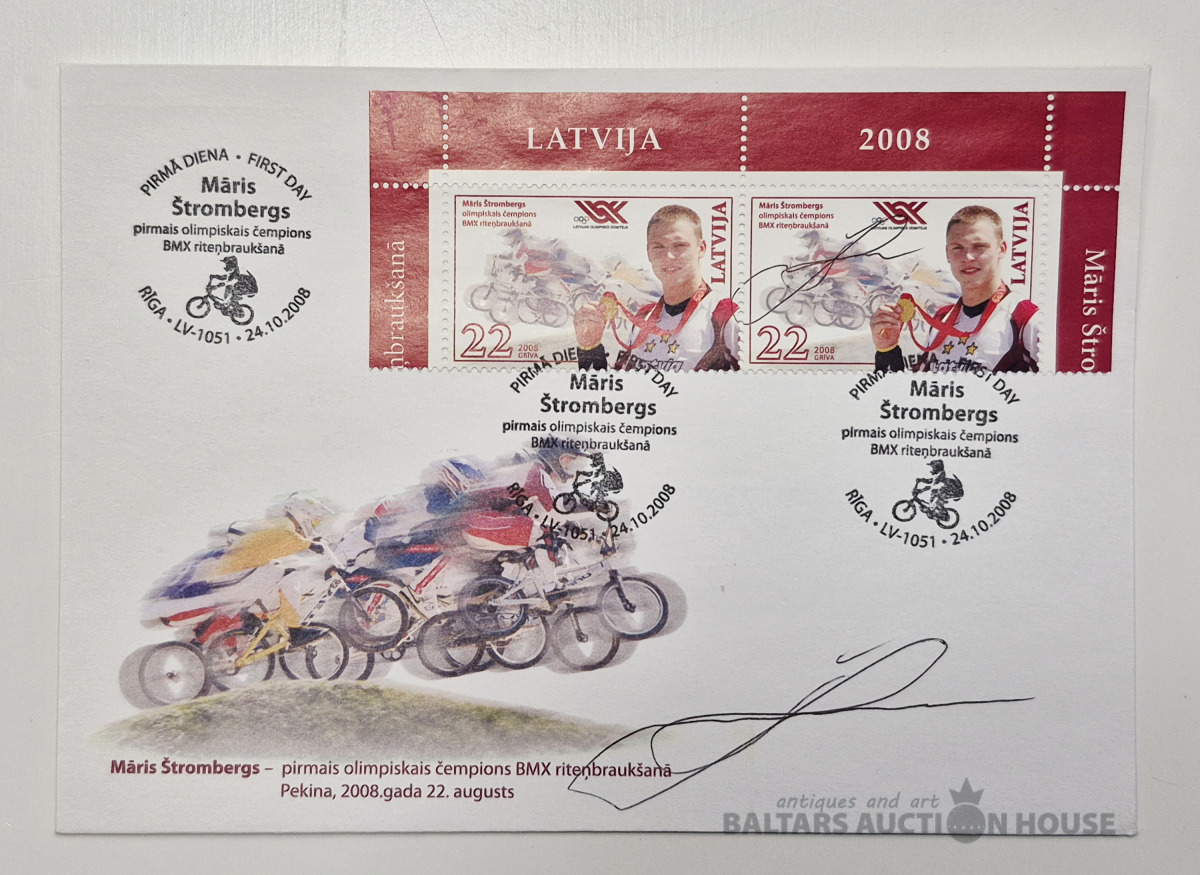 LATVIJA
2008
PIRMĀ DIENA • FIRST DAY
Māris
Štrombergs
pirmais olimpiskais čempions
BMX riteņbraukšanā
RĪGA • LV-1051 • 24.10.2008
ņbraukšanā
Māris Štrombergs
olimpiskais čempions
BMX riteņbraukšanā
LATVIJAS OLIMPISKĀ KOMITEJA
LATVIJA
22
2008
GRĪVA
Māris Štrombergs
olimpiskais čempions
BMX riteņbraukšanā
LATVIJAS OLIMPISKĀ KOMITEJA
LATVIJA
22
2008
GRĪVA
Māris Štro
PIRMĀ DIENA • FIRST DAY
Māris
Štrombergs
pirmais olimpiskais čempions
BMX riteņbraukšanā
RĪGA • LV-1051 • 24.10.2008
PIRMĀ DIENA • FIRST DAY
Māris
Štrombergs
pirmais olimpiskais čempions
BMX riteņbraukšanā
RĪGA • LV-1051 • 24.10.2008
Māris Štrombergs – pirmais olimpiskais čempions BMX riteņbraukšanā
Pekina, 2008.gada 22. augusts
antiques and art
BALTARS AUCTION HOUSE